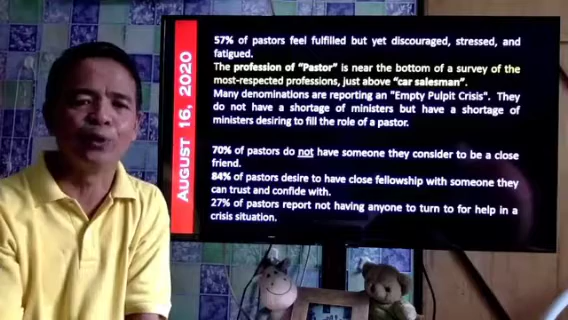 AUGUST 16, 2020
57% of pastors feel fulfilled but yet discouraged, stressed, and
fatigued.
The profession of "Pastor" is near the bottom of a survey of the
most-respected professions, just above "car salesman".
Many denominations are reporting an "Empty Pulpit Crisis". They
do not have a shortage of ministers but have a shortage of
ministers desiring to fill the role of a pastor.
70% of pastors do not have someone they consider to be a close
friend.
84% of pastors desire to have close fellowship with someone they
can trust and confide with.
27% of pastors report not having anyone to turn to for help in a
crisis situation.